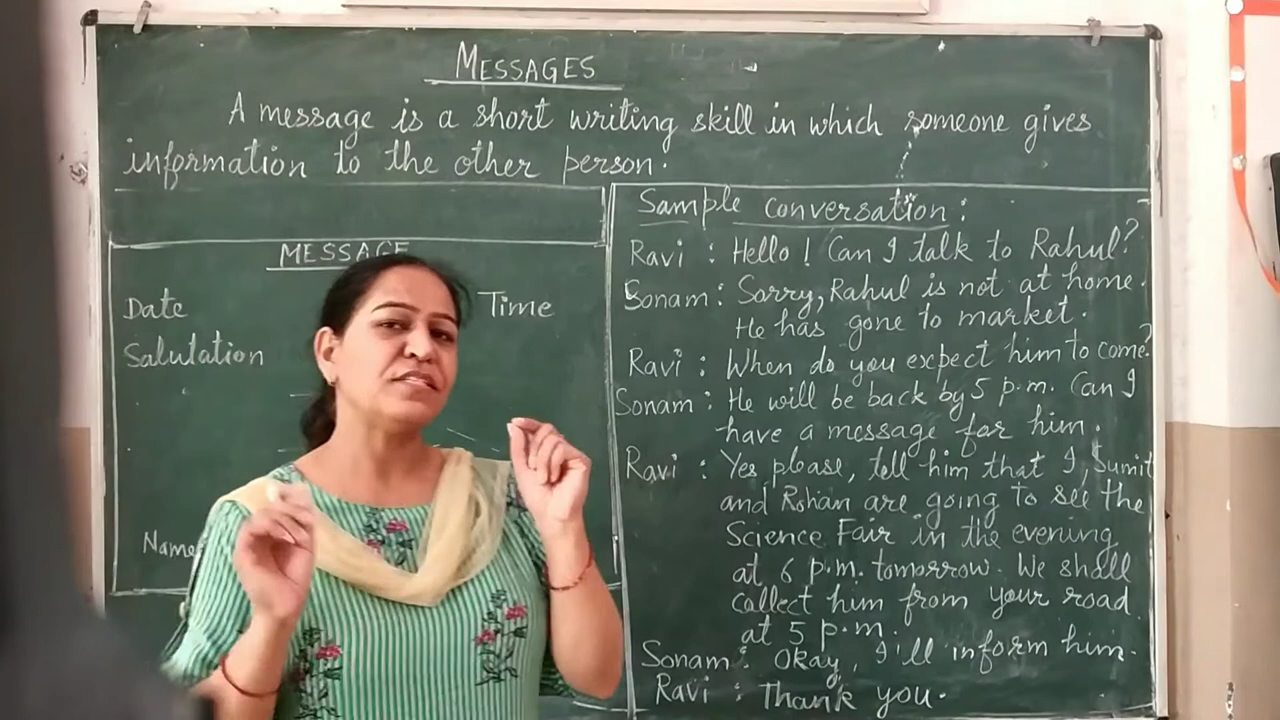 MESSAGES
A message is a short writing skill in which someone gives
information to the other person.
MESSAGE
Date
Time
Salutation
Name
Sample conversation :
Ravi : Hello ! Can I talk to Rahul?
Sonam : Sorry, Rahul is not at home.
He has gone to market.
Ravi : When do you expect him to come?
Sonam : He will be back by 5 p.m. Can I
have a message for him.
Ravi : Yes please, tell him that I, Sumit
and Rohan are going to see the
Science Fair in the evening
at 6 p.m. tomorrow. We shall
collect him from your road
at 5 p.m.
Sonam : Okay, I'll inform him.
Ravi : Thank you.